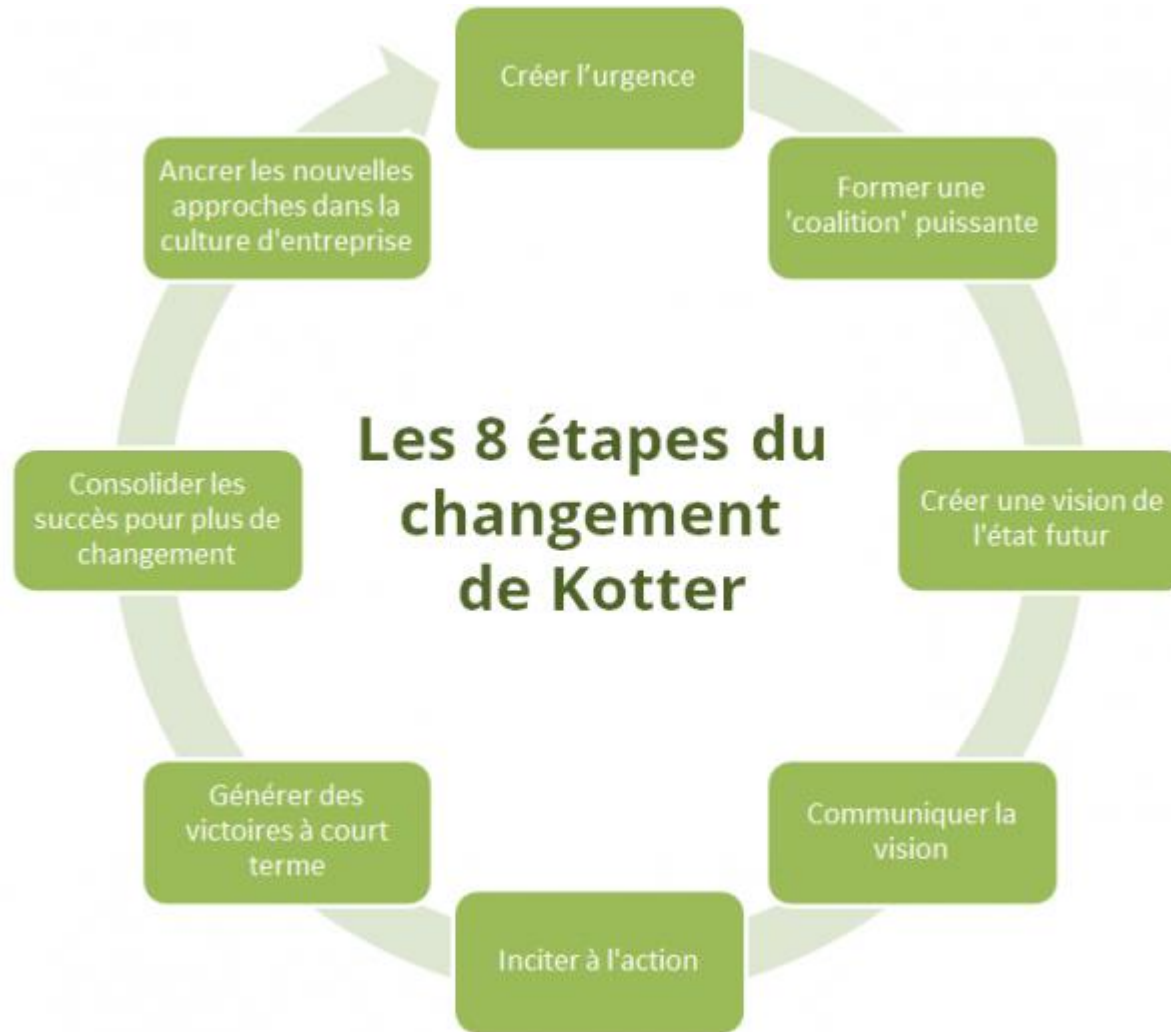 Créer l’urgence
Former une
'coalition' puissante
Créer une vision de
l'état futur
Communiquer la
vision
Inciter à l'action
Générer des
victoires à court
terme
Consolider les
succès pour plus de
changement
Ancrer les nouvelles
approches dans la
culture d'entreprise
Les 8 étapes du
changement
de Kotter